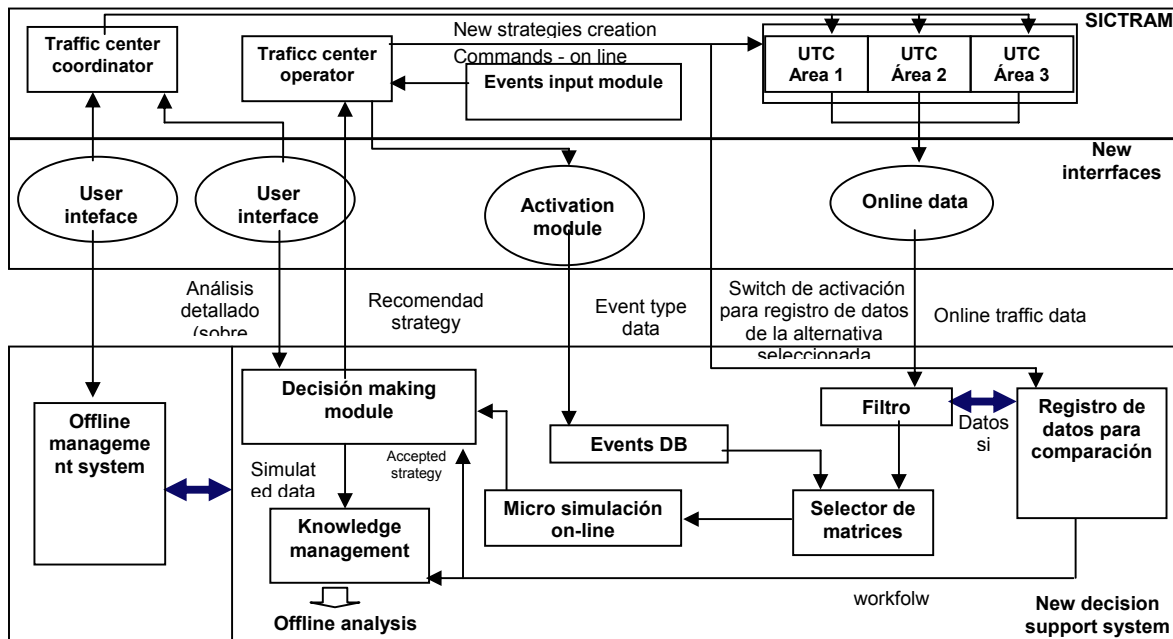 SICTRAM
Traffic center
coordinator
Traficc center
operator
New strategies creation
Commands - on line
Events input module
UTC
Area 1
UTC
Área 2
UTC
Área 3
New
interrfaces
User
inteface
User
interface
Activation
module
Online data
Análisis
detallado
(sobre
Recomendad
strategy
Event type
data
Switch de activación
para registro de datos
de la alternativa
seleccionada
Online traffic data
Offline
manageme
nt system
Decisión making
module
Accepted
strategy
Simulat
ed data
Knowledge
management
Offline analysis
Events DB
Micro simulación
on-line
Filtro
Datos
si
Selector de
matrices
Registro de
datos para
comparación
workfolw
New decision
support system